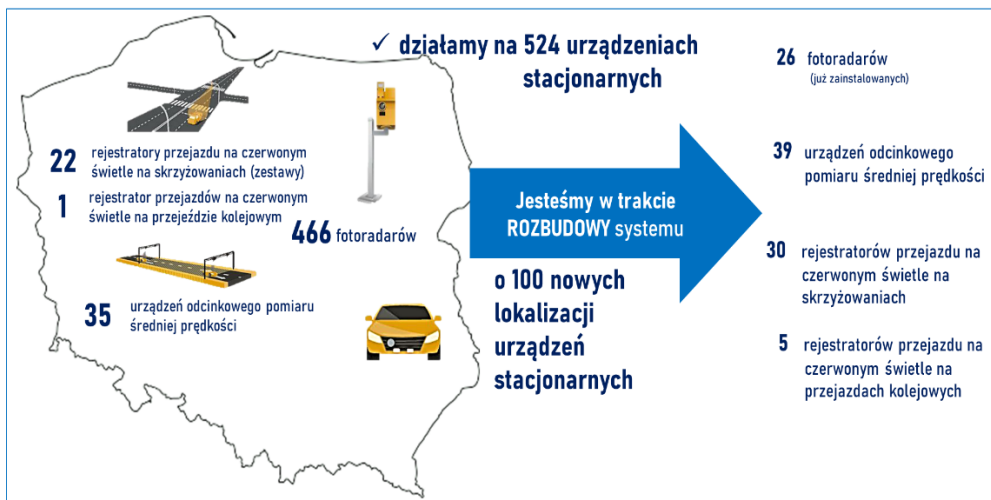 ✓ działamy na 524 urządzeniach
stacjonarnych
22 rejestratory przejazdu na czerwonym
świetle na skrzyżowaniach (zestawy)
1 rejestrator przejazdów na czerwonym
świetle na przejeździe kolejowym
466 fotoradarów
35 urządzeń odcinkowego pomiaru
średniej prędkości
Jesteśmy w trakcie
ROZBUDOWY systemu
o 100 nowych
lokalizacji
urządzeń
stacjonarnych
26 fotoradarów
(już zainstalowanych)
39 urządzeń odcinkowego
pomiaru średniej prędkości
30 rejestratorów przejazdu na
czerwonym świetle na
skrzyżowaniach
5 rejestratorów przejazdu na
czerwonym świetle na
przejazdach kolejowych